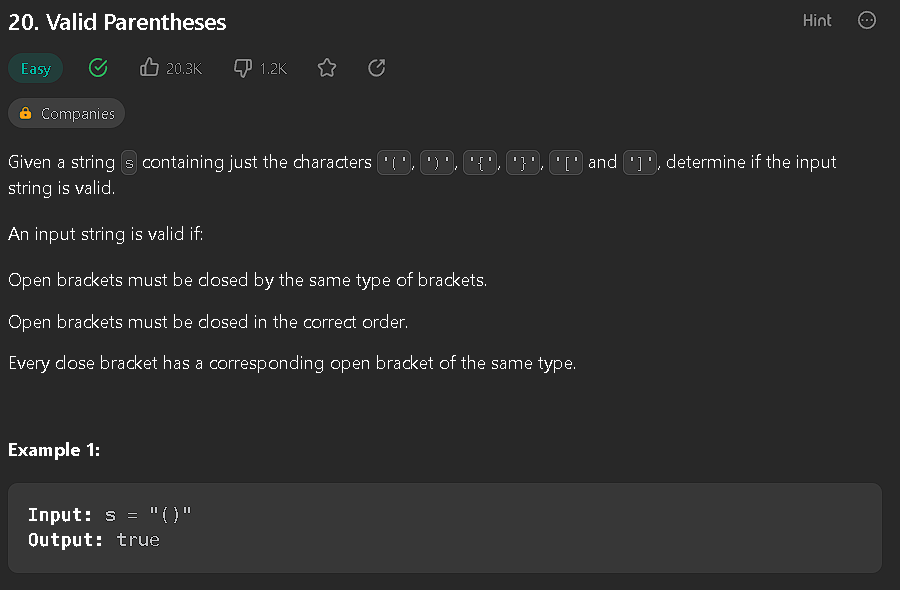 20. Valid Parentheses
Hint
Easy
20.3K
1.2K
Companies
Given a string s containing just the characters '(', ')', '{', '}', '[' and ']', determine if the input
string is valid.
An input string is valid if:
Open brackets must be closed by the same type of brackets.
Open brackets must be closed in the correct order.
Every close bracket has a corresponding open bracket of the same type.
Example 1:
Input: s = "()"
Output: true